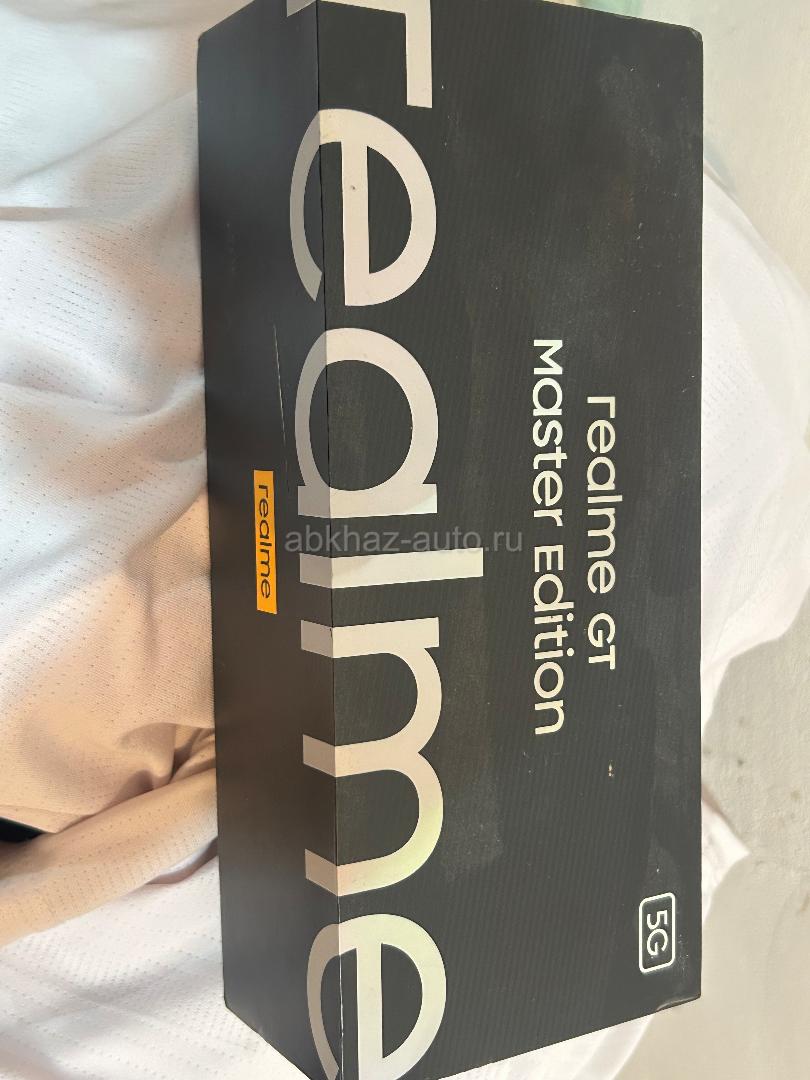 realme
realme GT
Master Edition
5G
realme
abkhaz-auto.ru